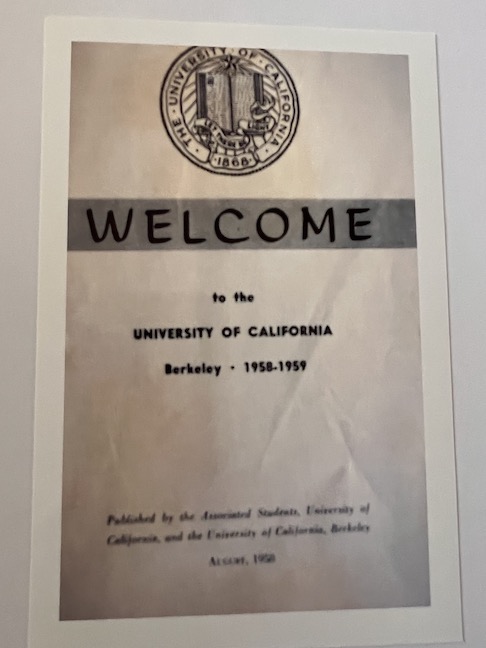 THE · UNIVERSITY · OF · CALIFORNIA ·
LET THERE BE LIGHT
· 1868 ·
WELCOME
to the
UNIVERSITY OF CALIFORNIA
Berkeley · 1958-1959
Published by the Associated Students, University of
California, and the University of California, Berkeley
AUGUST, 1958